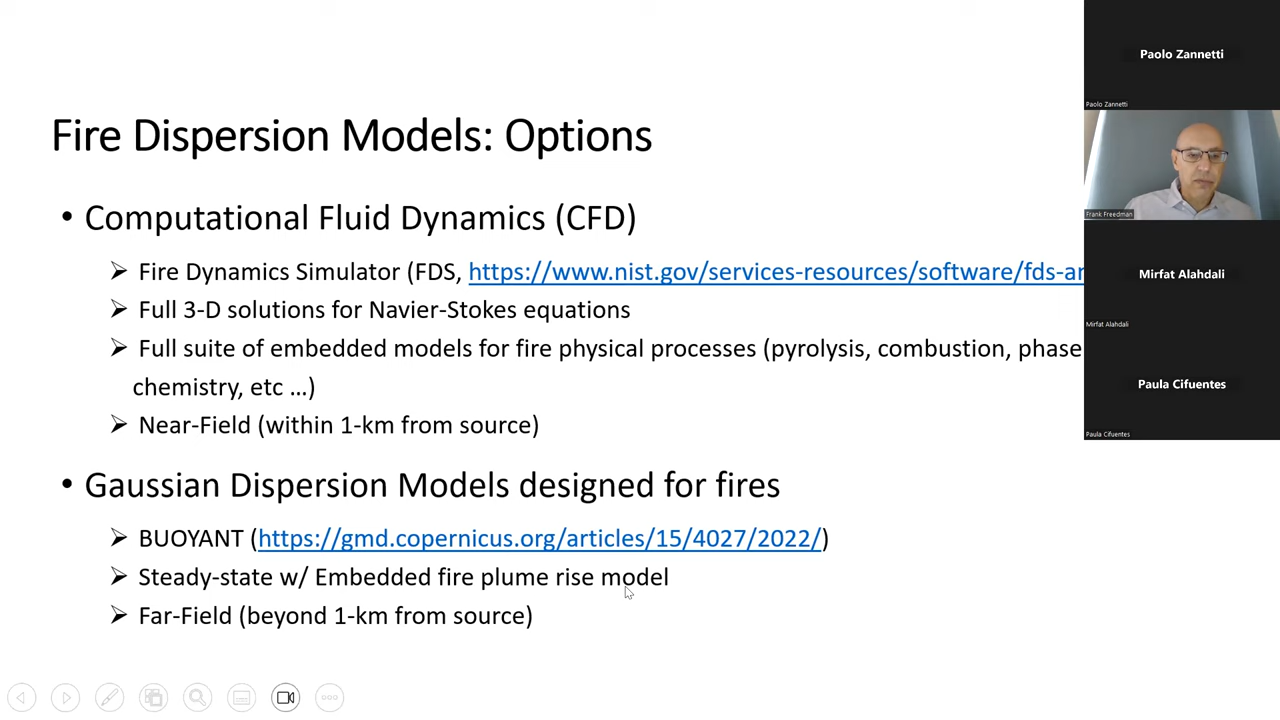 Fire Dispersion Models: Options
• Computational Fluid Dynamics (CFD)
➢ Fire Dynamics Simulator (FDS, https://www.nist.gov/services-resources/software/fds-ar
➢ Full 3-D solutions for Navier-Stokes equations
➢ Full suite of embedded models for fire physical processes (pyrolysis, combustion, phase
chemistry, etc …)
➢ Near-Field (within 1-km from source)
• Gaussian Dispersion Models designed for fires
➢ BUOYANT (https://gmd.copernicus.org/articles/15/4027/2022/)
➢ Steady-state w/ Embedded fire plume rise model
➢ Far-Field (beyond 1-km from source)
Paolo Zannetti
Paolo Zannetti
Frank Freedman
Mirfat Alahdali
Mirfat Alahdali
Paula Cifuentes
Paula Cifuentes